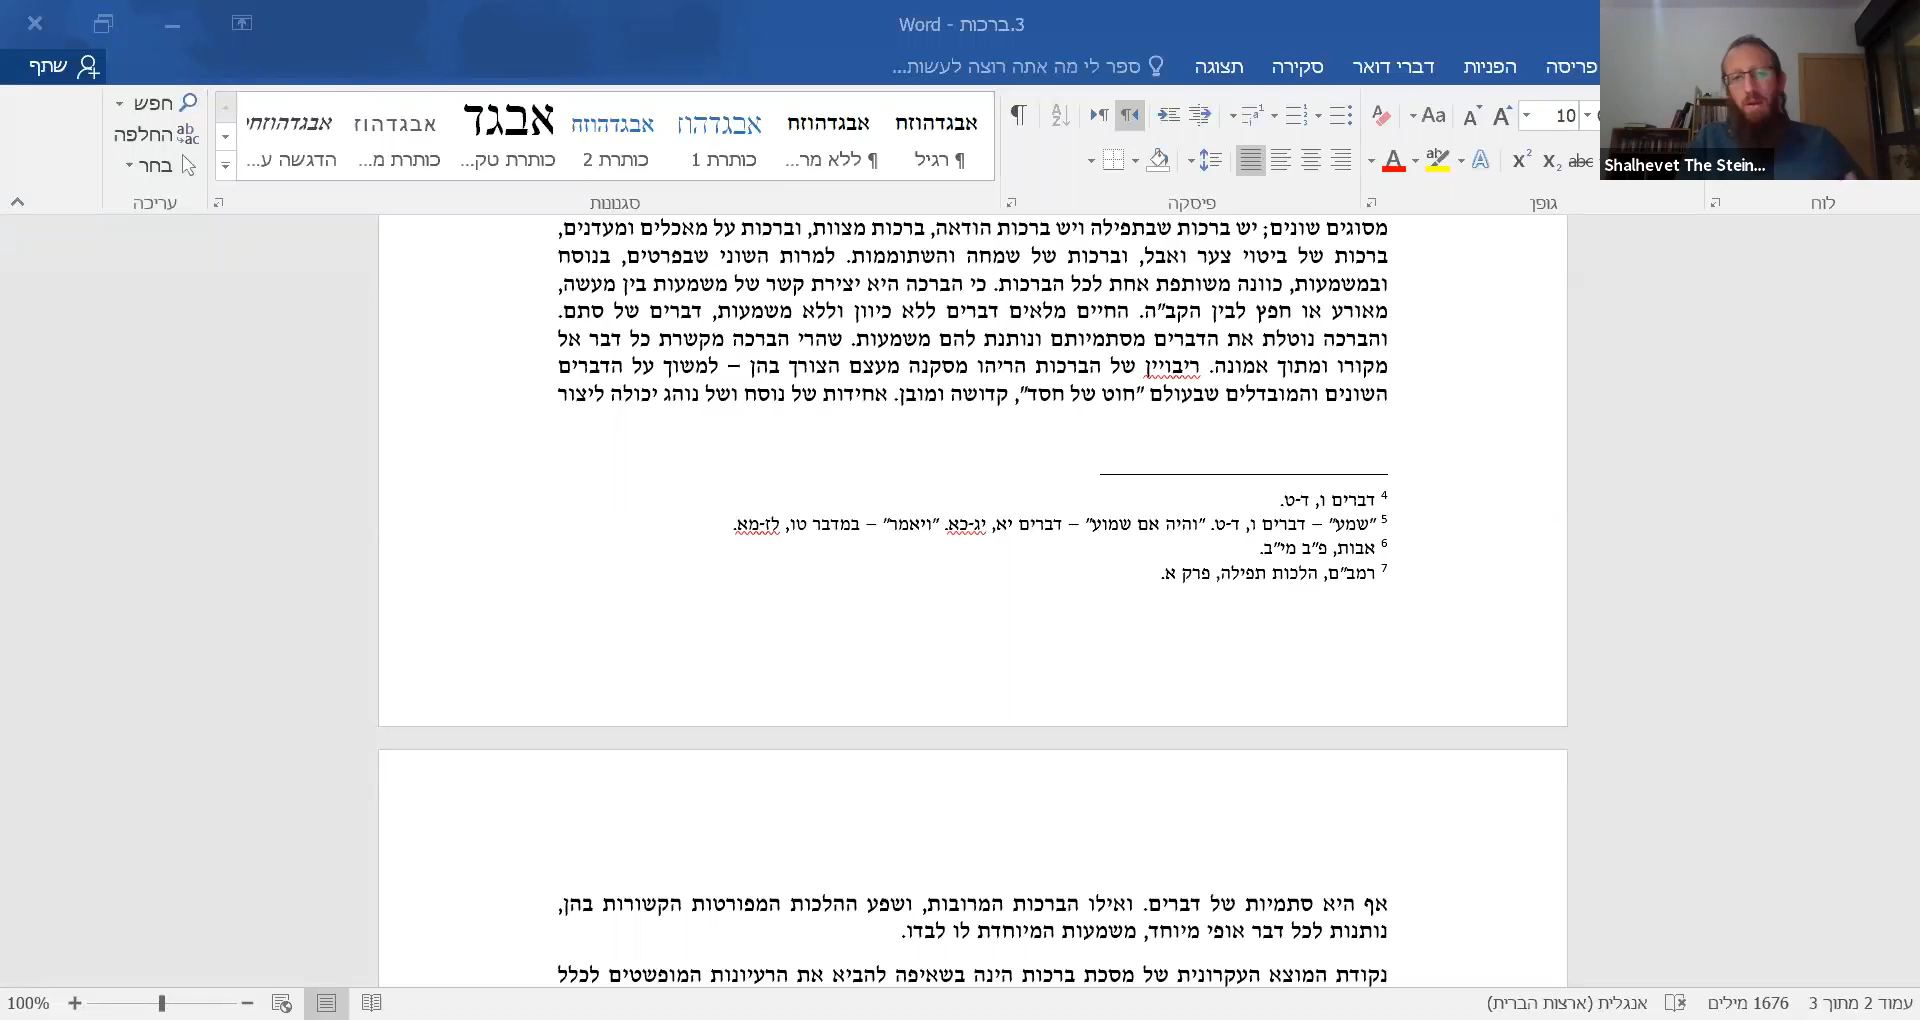 3.ברכות - Word
פריסה
הפניות
דברי דואר
סקירה
תצוגה
ספר לי מה אתה רוצה לעשות...
שתף
Shalhevet The Stein...
10
Aa
אבגדהוזח
¶ רגיל
אבגדהוזח
¶ ללא מר...
אבגדהוז
כותרת 1
אבגדהוזח
כותרת 2
אבגד
כותרת טק...
אבגדהוז
כותרת מ...
אבגדהוזחי
הדגשה ע...
חפש
החלפה
בחר
לוח
גופן
פיסקה
סגנונות
עריכה
מסוגים שונים; יש ברכות שבתפילה ויש ברכות הודאה, ברכות מצוות, וברכות על מאכלים ומעדנים,
ברכות של ביטוי צער ואבל, וברכות של שמחה והשתוממות. למרות השוני שבפרטים, בנוסח
ובמשמעות, כוונה משותפת אחת לכל הברכות. כי הברכה היא יצירת קשר של משמעות בין מעשה,
מאורע או חפץ לבין הקב"ה. החיים מלאים דברים ללא כיוון וללא משמעות, דברים של סתם.
והברכה נוטלת את הדברים מסתמיותם ונותנת להם משמעות. שהרי הברכה מקשרת כל דבר אל
מקורו ומתוך אמונה. ריבויין של הברכות הריהו מסקנה מעצם הצורך בהן – למשוך על הדברים
השונים והמובדלים שבעולם "חוט של חסד", קדושה ומובן. אחידות של נוסח ושל נוהג יכולה ליצור
4 דברים ו, ד-ט.
5 "שמע" – דברים ו, ד-ט. "והיה אם שמוע" – דברים יא, יג-כא. "ויאמר" – במדבר טו, לז-מא.
6 אבות, פ"ב מי"ב.
7 רמב"ם, הלכות תפילה, פרק א.
אף היא סתמיות של דברים. ואילו הברכות המרובות, ושפע ההלכות המפורטות הקשורות בהן,
נותנות לכל דבר אופי מיוחד, משמעות המיוחדת לו לבדו.
נקודת המוצא העקרונית של מסכת ברכות הינה בשאיפה להביא את הרעיונות המופשטים לכלל
עמוד 2 מתוך 3
1676 מילים
אנגלית (ארצות הברית)
100%